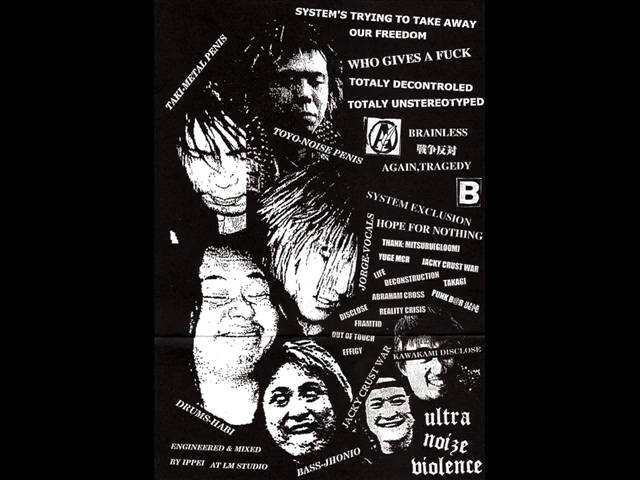 SYSTEM'S TRYING TO TAKE AWAY
OUR FREEDOM
WHO GIVES A FUCK
TOTALY DECONTROLED
TOTALY UNSTEREOTYPED
TAKI-METAL PENIS
TOYO-NOISE PENIS
BRAINLESS
戰争反対
AGAIN,TRAGEDY
B
SYSTEM EXCLUSION
HOPE FOR NOTHING
JORGE-VOCALS
THANK: MITSURU(GLOOM)
YUGE MCR JACKY CRUST WAR
LIFE DECONSTRUCTION TAKAGI
ABRAHAM CROSS PUNK B@R
DISCLOSE REALITY CRISIS
FRAMTID
OUT OF TOUCH
EFFIGY
KAWAKAMI DISCLOSE
JACKY CRUST WAR
DRUMS-HABI
BASS-JHONIO
ENGINEERED & MIXED
BY IPPEI AT LM STUDIO
ultra
noize
violence